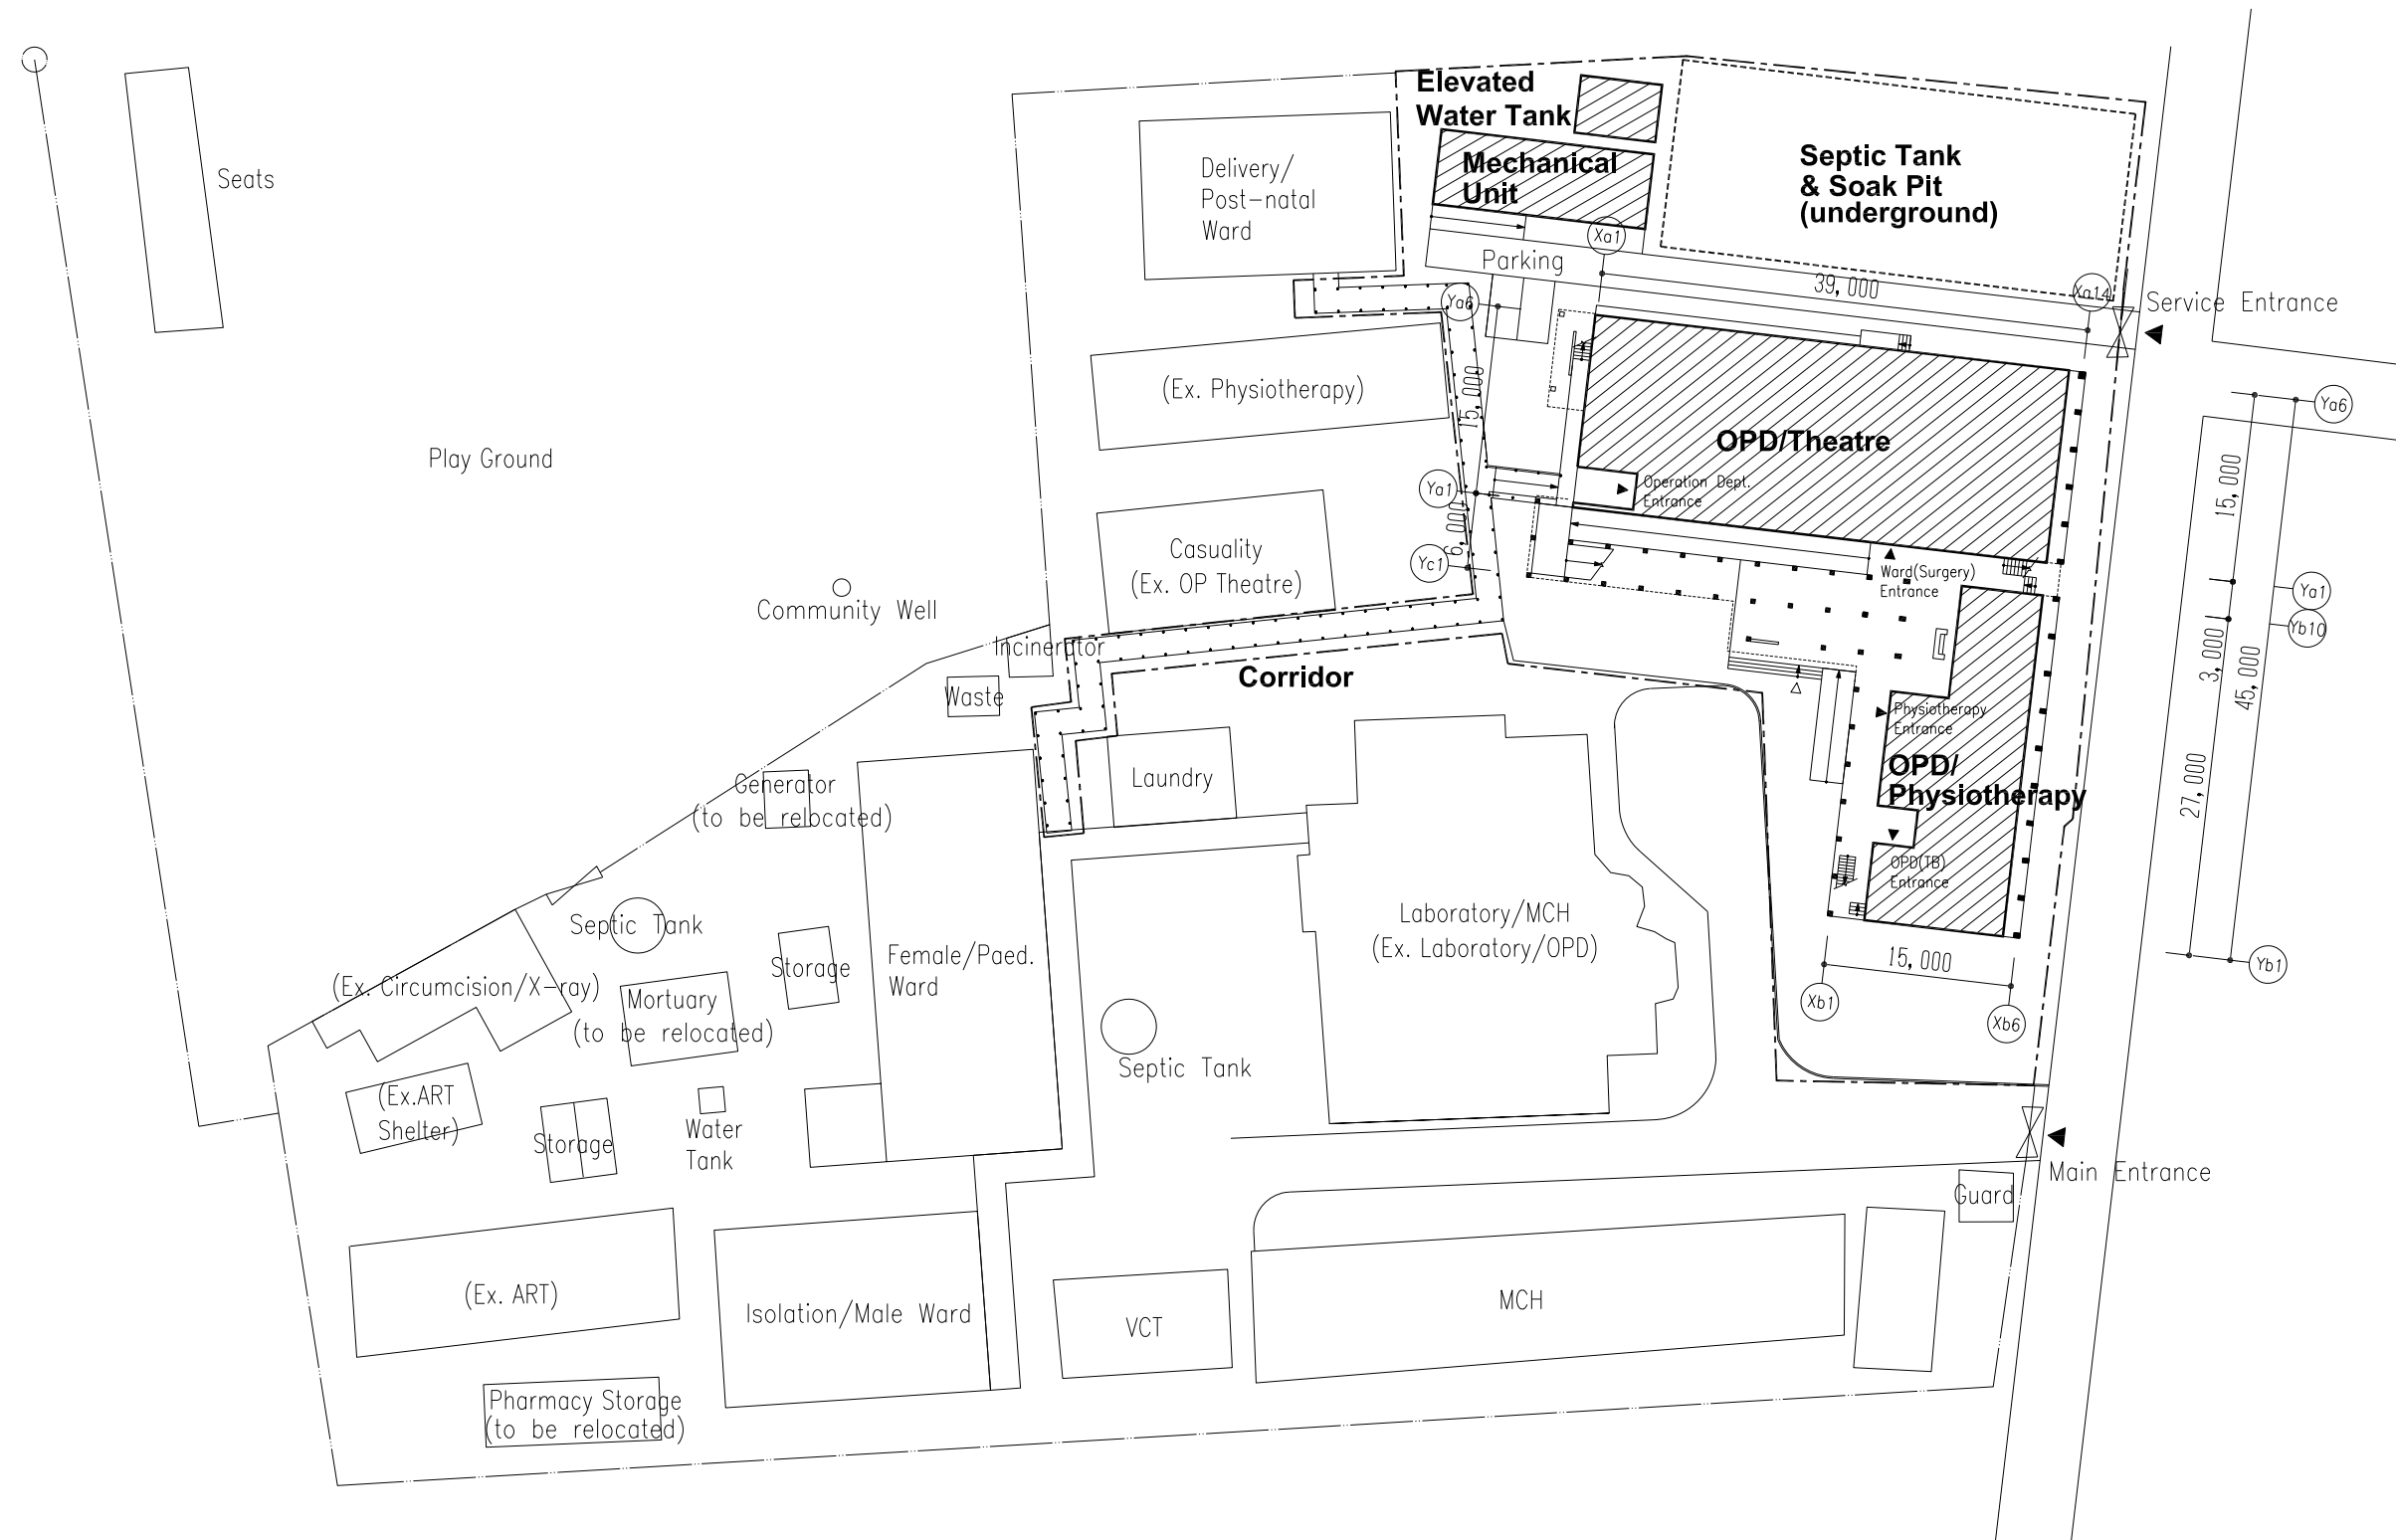 Elevated
Water Tank
Mechanical
Unit
Septic Tank
& Soak Pit
(underground)
Seats
Delivery/
Post-natal
Ward
Xa1
Parking
39,000
Xa14
Ya6
Service Entrance
(Ex. Physiotherapy)
15,000
Ya6
OPD/Theatre
Play Ground
Operation Dept.
Entrance
Ya1
15,000
6,000
Casuality
(Ex. OP Theatre)
Yc1
Ward(Surgery)
Entrance
Ya1
Yb10
Community Well
Incinerator
3,000
45,000
Corridor
Waste
Physiotherapy
Entrance
Laundry
Generator
(to be relocated)
OPD/
Physiotherapy
27,000
OPD(TB)
Entrance
Septic Tank
Laboratory/MCH
(Ex. Laboratory/OPD)
Storage
Female/Paed.
Ward
15,000
Yb1
(Ex. Circumcision/X-ray)
Mortuary
(to be relocated)
Xb1
Xb6
Septic Tank
(Ex.ART
Shelter)
Storage
Water
Tank
Main Entrance
Guard
(Ex. ART)
Isolation/Male Ward
VCT
MCH
Pharmacy Storage
(to be relocated)